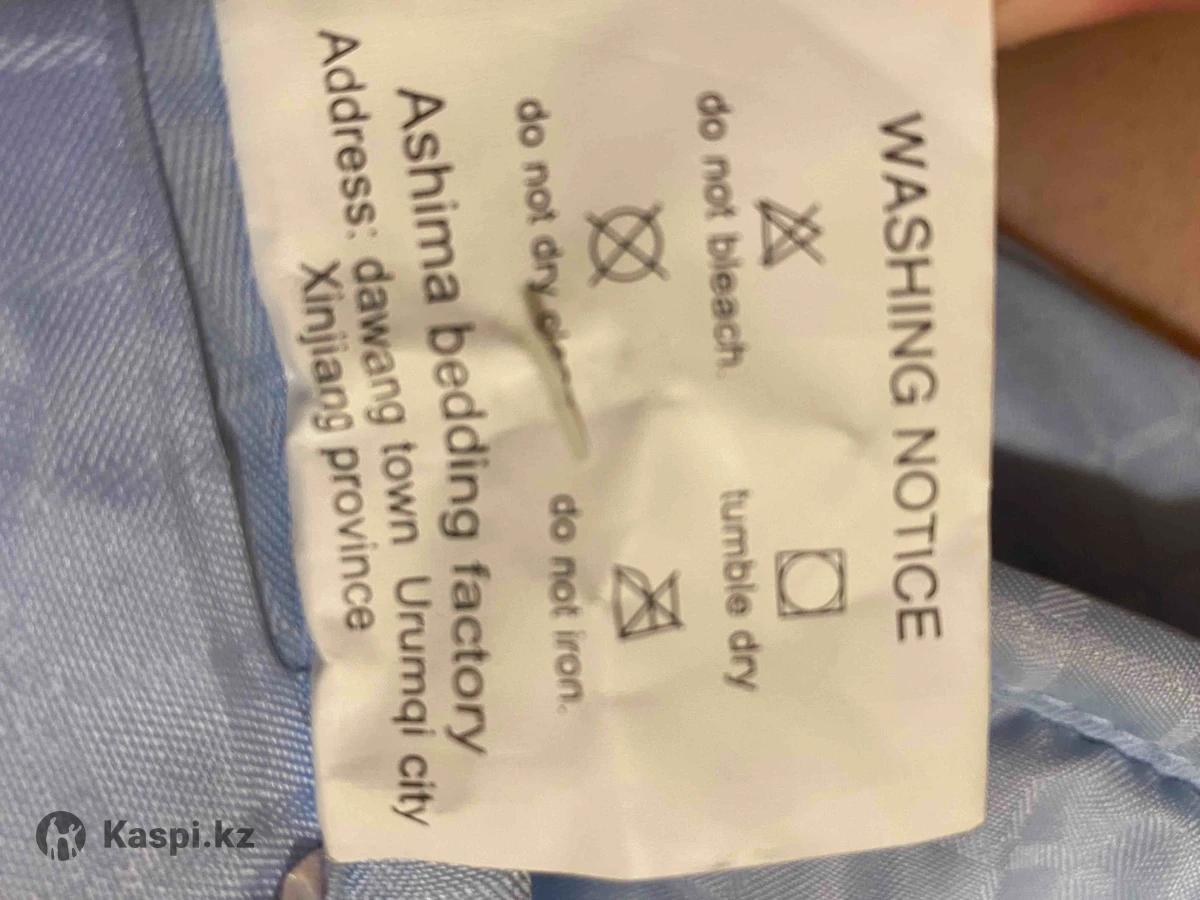 WASHING NOTICE
do not bleach. tumble dry
do not dry clean do not iron.
Ashima bedding factory
Address: dawang town Urumqi city
Xinjiang province
Kaspi.kz